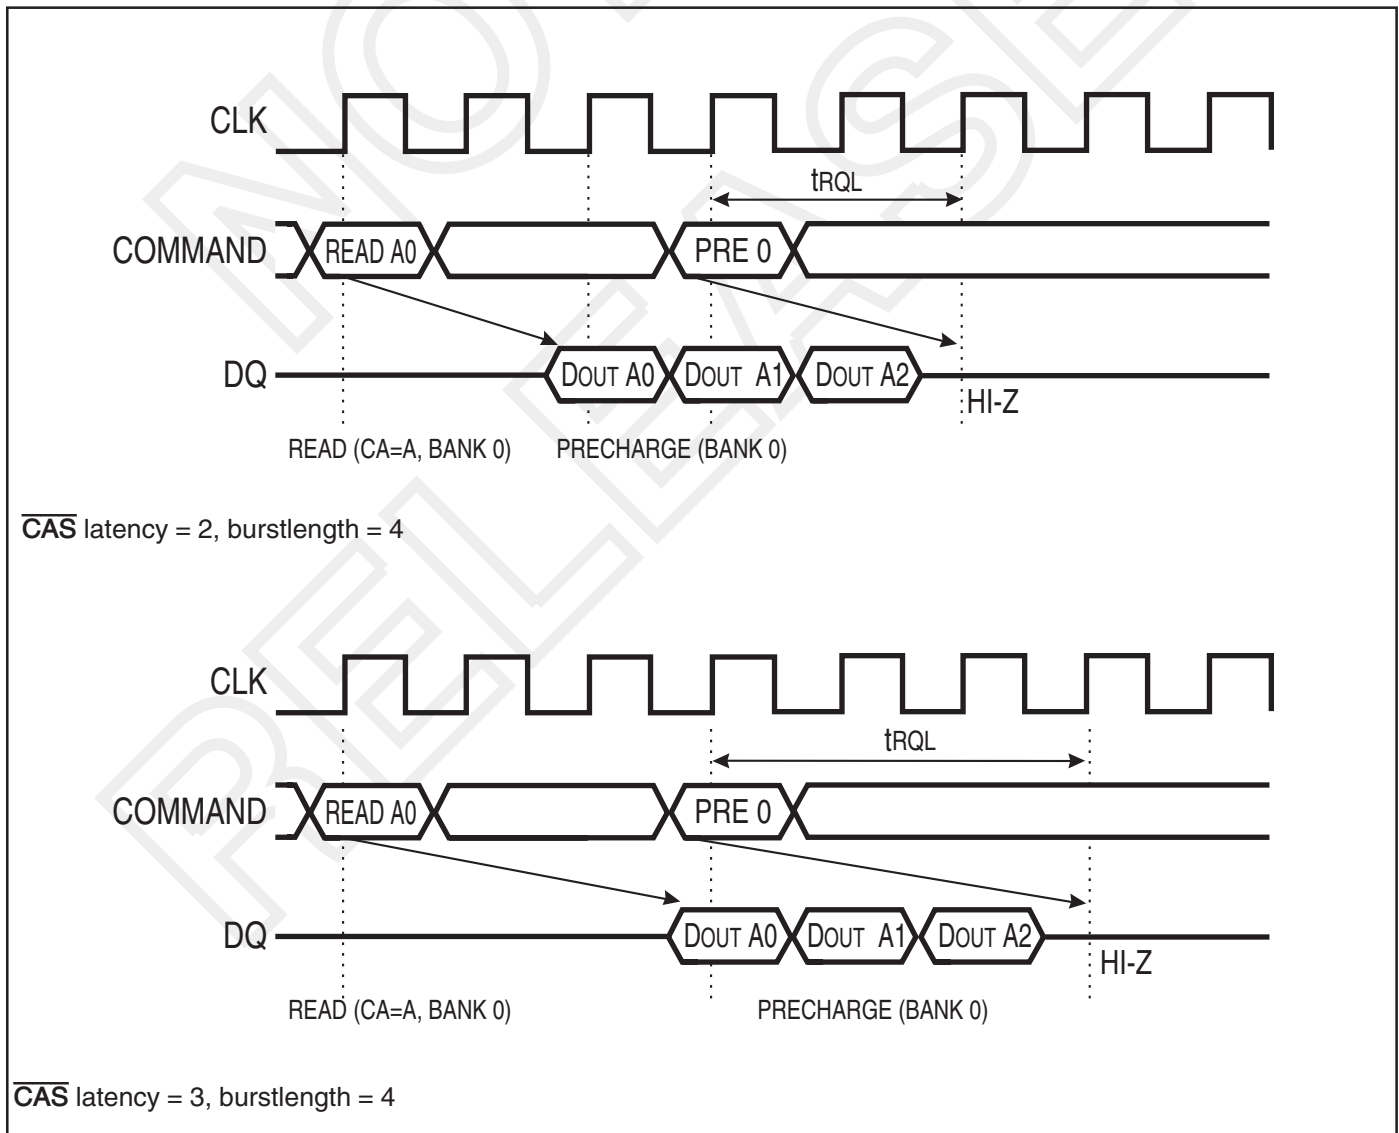 CLK
tRQL
COMMAND READ A0 PRE 0
DQ DOUT A0 DOUT A1 DOUT A2 HI-Z
READ (CA=A, BANK 0) PRECHARGE (BANK 0)
CAS latency = 2, burstlength = 4
CLK
tRQL
COMMAND READ A0 PRE 0
DQ DOUT A0 DOUT A1 DOUT A2 HI-Z
READ (CA=A, BANK 0) PRECHARGE (BANK 0)
CAS latency = 3, burstlength = 4
RELEASE